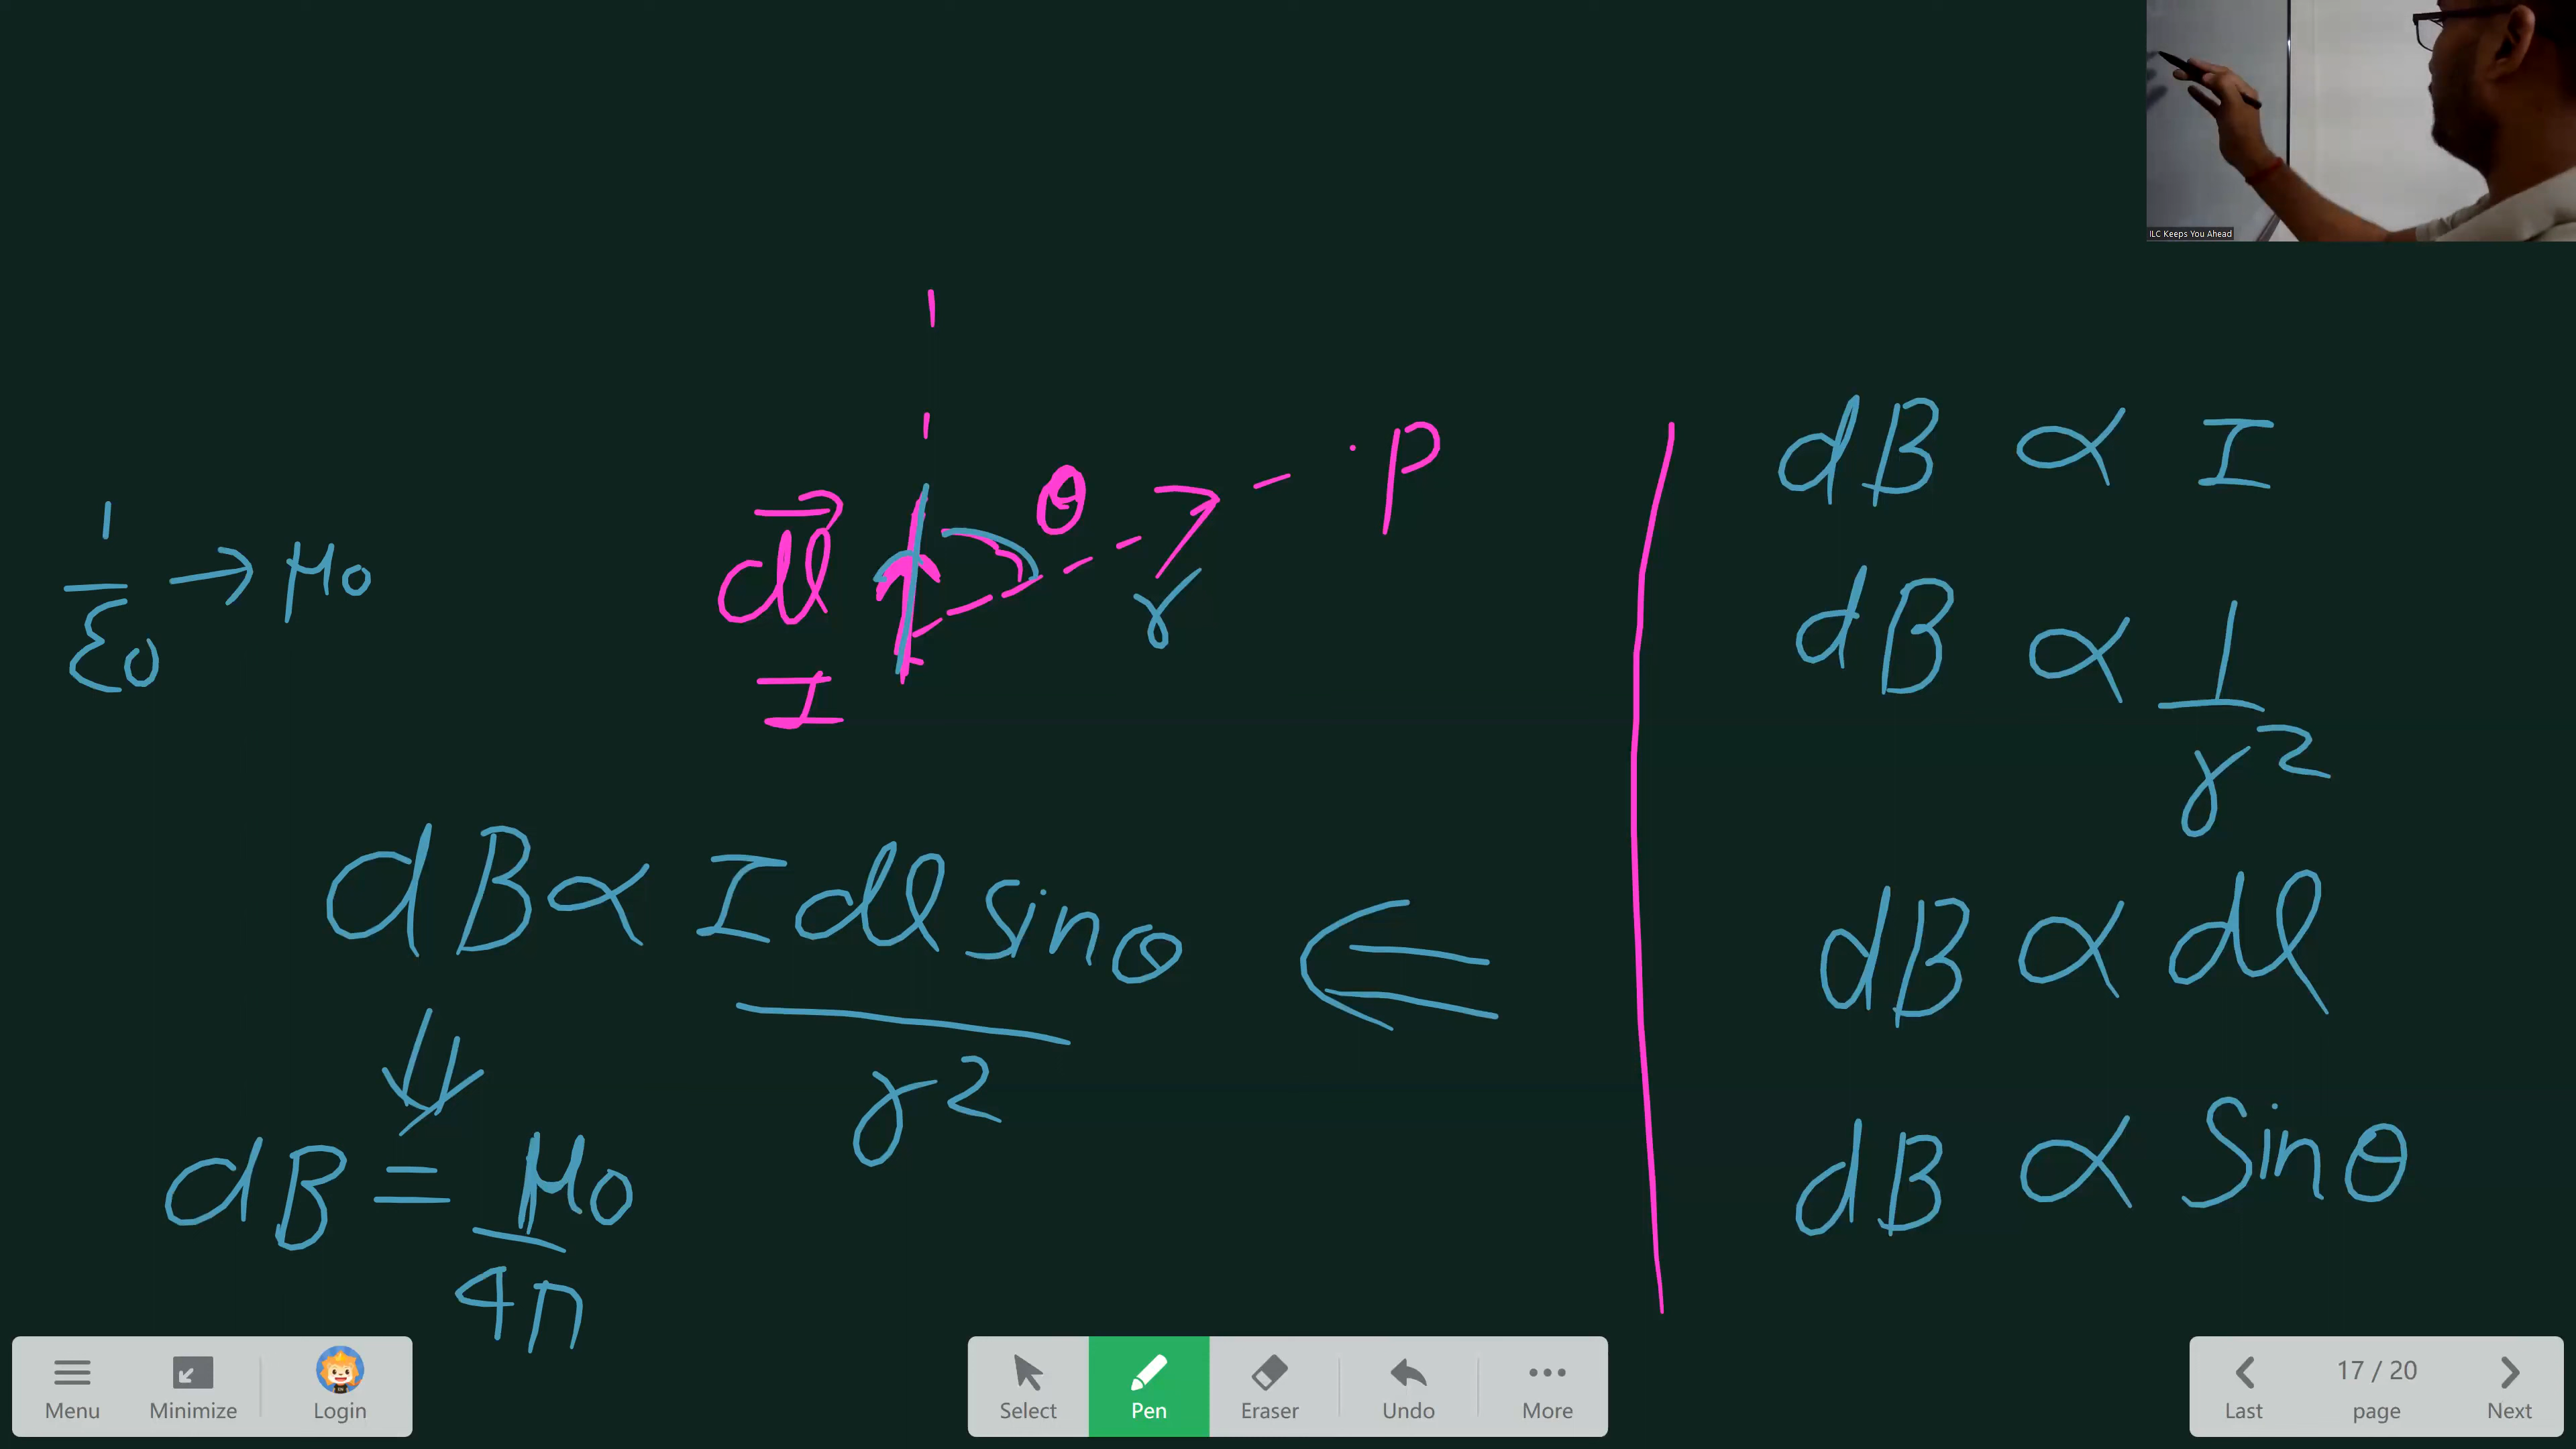 ILC Keeps You Ahead
P
θ
dl
r
I
1/ε0 → μ0
dB ∝ I
dB ∝ 1/r²
dB ∝ dl
dB ∝ Sinθ
dB ∝ I dl sinθ / r² ⇐
⇓
dB = μ0/4π
Menu Minimize Login
Select Pen Eraser Undo More
Last 17 / 20 page Next